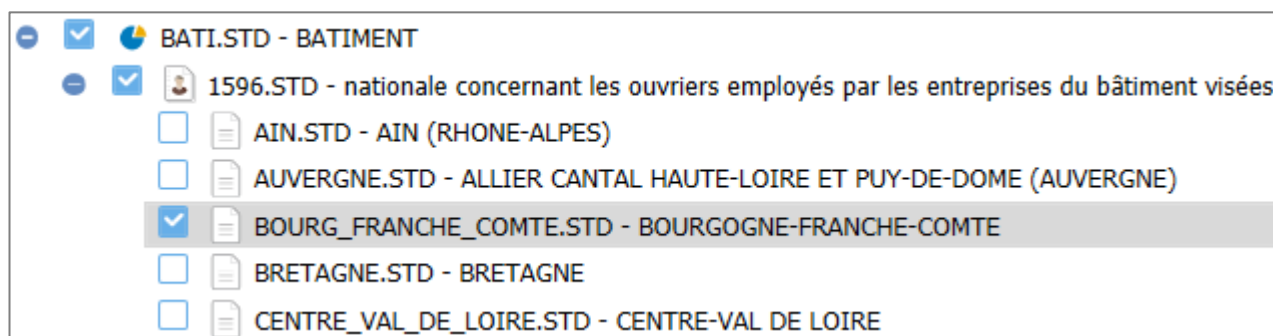 BATI.STD - BATIMENT
1596.STD - nationale concernant les ouvriers employés par les entreprises du bâtiment visées
AIN.STD - AIN (RHONE-ALPES)
AUVERGNE.STD - ALLIER CANTAL HAUTE-LOIRE ET PUY-DE-DOME (AUVERGNE)
BOURG_FRANCHE_COMTE.STD - BOURGOGNE-FRANCHE-COMTE
BRETAGNE.STD - BRETAGNE
CENTRE_VAL_DE_LOIRE.STD - CENTRE-VAL DE LOIRE